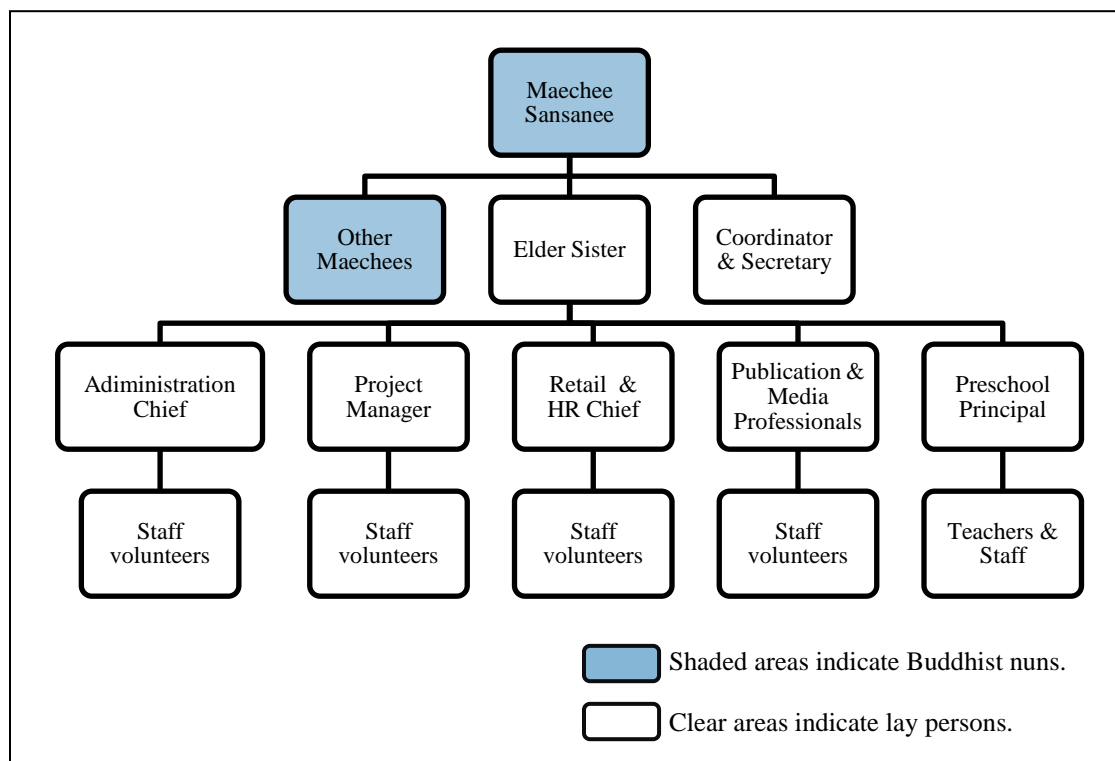 Maechee
Sansanee
Other
Maechees
Elder Sister
Coordinator
& Secretary
Adiministration
Chief
Project
Manager
Retail & 
HR Chief
Publication &
Media
Professionals
Preschool
Principal
Staff
volunteers
Staff
volunteers
Staff
volunteers
Staff
volunteers
Teachers &
Staff
Shaded areas indicate Buddhist nuns.
Clear areas indicate lay persons.